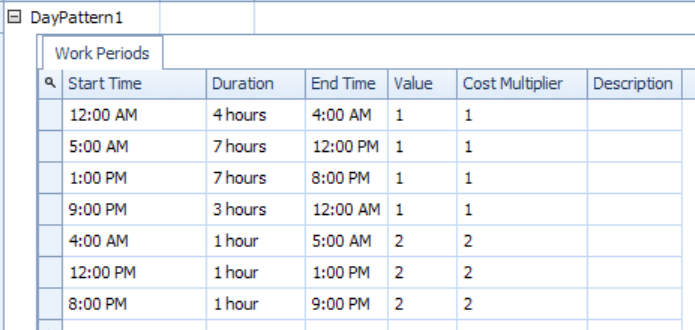 DayPattern1
Work Periods
Start Time Duration End Time Value Cost Multiplier Description
12:00 AM 4 hours 4:00 AM 1 1
5:00 AM 7 hours 12:00 PM 1 1
1:00 PM 7 hours 8:00 PM 1 1
9:00 PM 3 hours 12:00 AM 1 1
4:00 AM 1 hour 5:00 AM 2 2
12:00 PM 1 hour 1:00 PM 2 2
8:00 PM 1 hour 9:00 PM 2 2